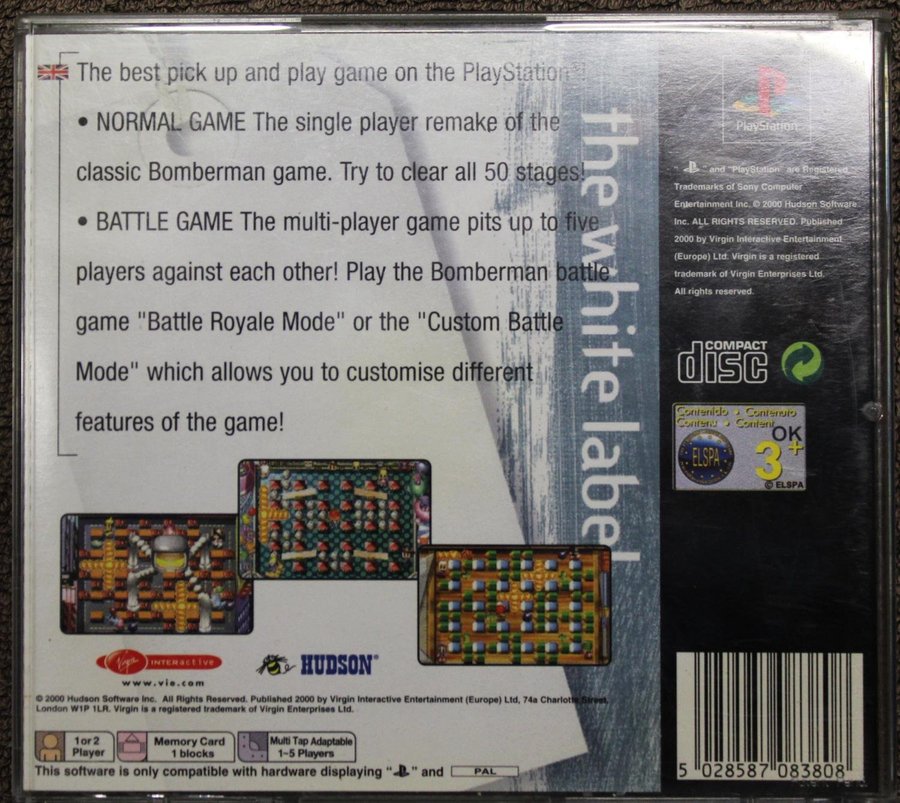 The best pick up and play game on the PlayStation™!
• NORMAL GAME The single player remake of the
classic Bomberman game. Try to clear all 50 stages!
• BATTLE GAME The multi-player game pits up to five
players against each other! Play the Bomberman battle
game "Battle Royale Mode" or the "Custom Battle
Mode" which allows you to customise different
features of the game!
the white label
Virgin INTERACTIVE
www.vie.com
HUDSON®
© 2000 Hudson Software Inc. All Rights Reserved. Published 2000 by Virgin Interactive Entertainment (Europe) Ltd, 74a Charlotte Street,
London W1P 1LR. Virgin is a registered trademark of Virgin Enterprises Ltd.
1 or 2
Player
Memory Card
1 blocks
Multi Tap Adaptable
1–5 Players
This software is only compatible with hardware displaying " " and PAL
PlayStation
and "PlayStation" are Registered
Trademarks of Sony Computer
Entertainment Inc. © 2000 Hudson Software
Inc. ALL RIGHTS RESERVED. Published
2000 by Virgin Interactive Entertainment
(Europe) Ltd. Virgin is a registered
trademark of Virgin Enterprises Ltd.
All rights reserved.
COMPACT
disc
Contenido • Contenuto
Contenu • Content
ELSPA
OK
3+
© ELSPA
5 028587 083808